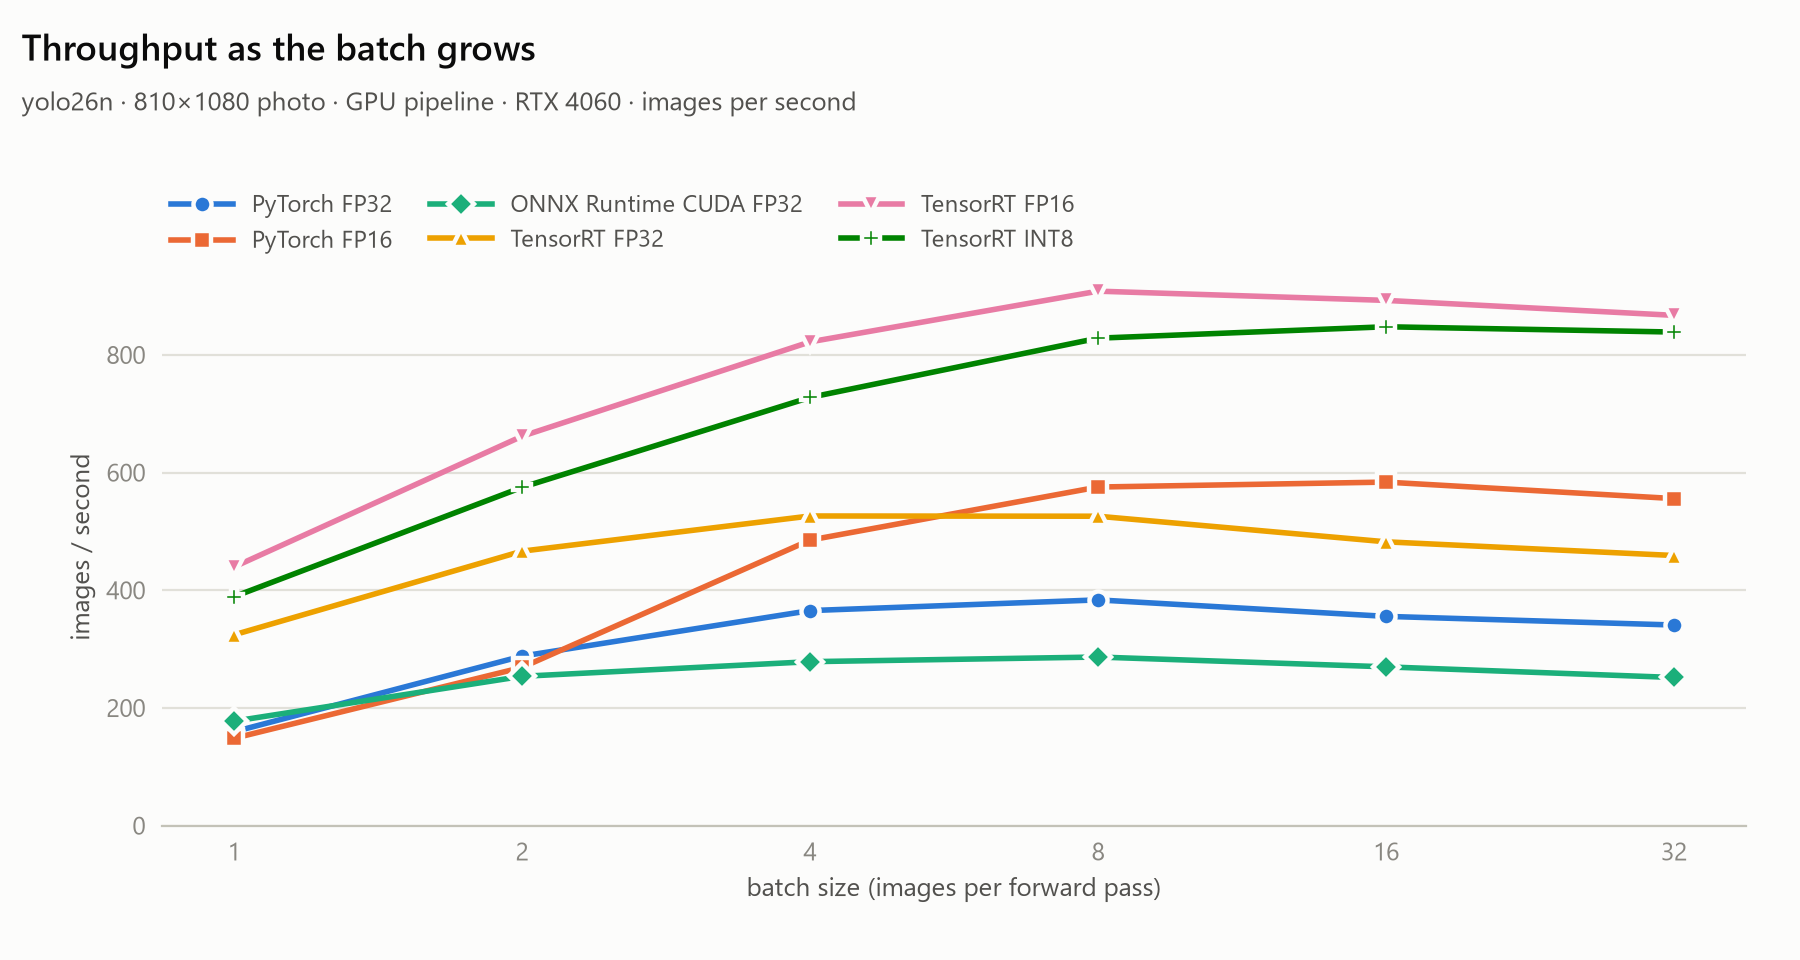 Throughput as the batch grows
yolo26n · 810×1080 photo · GPU pipeline · RTX 4060 · images per second
PyTorch FP32
PyTorch FP16
ONNX Runtime CUDA FP32
TensorRT FP32
TensorRT FP16
TensorRT INT8
images / second
800
600
400
200
0
1 2 4 8 16 32
batch size (images per forward pass)